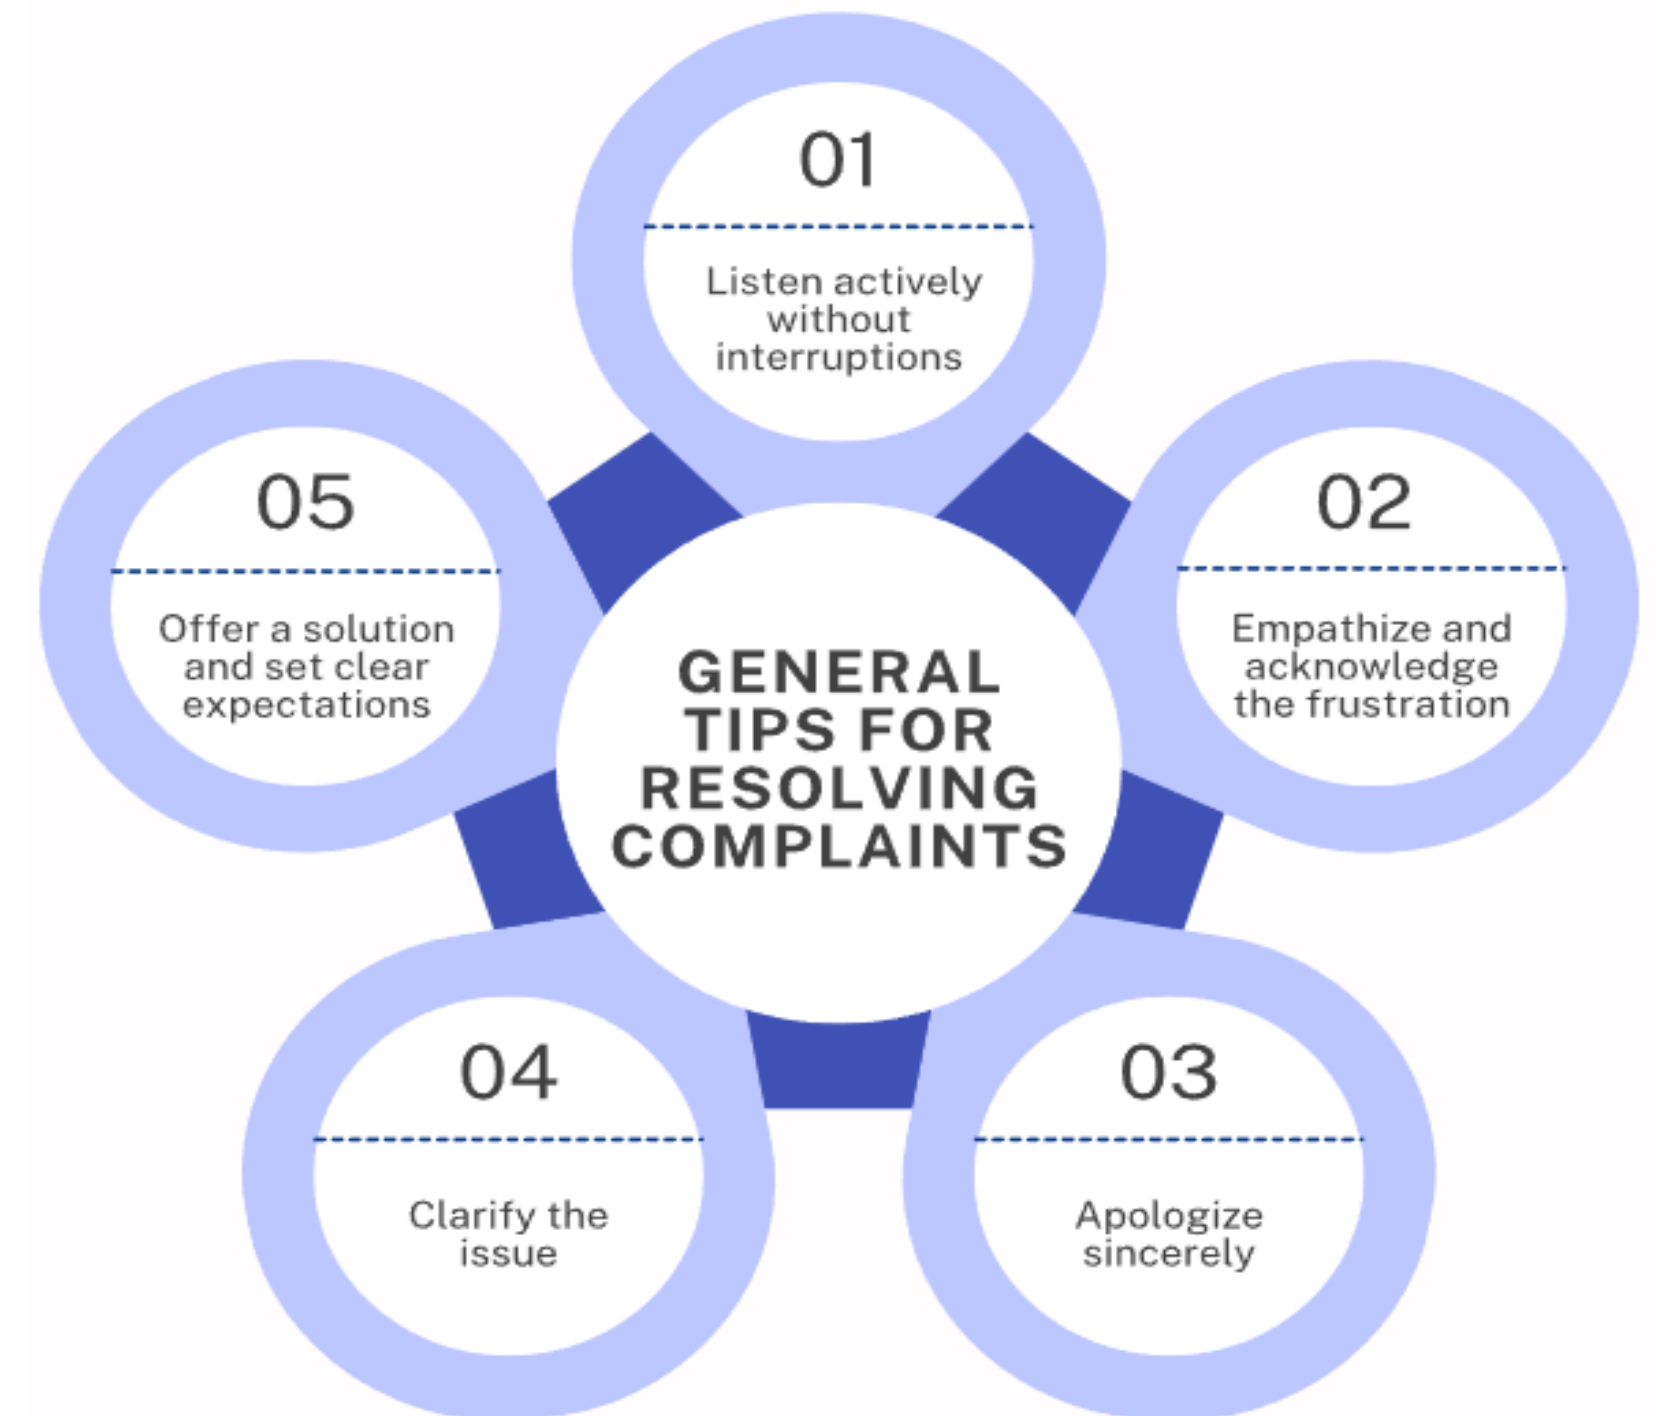 01
Listen actively
without
interruptions
02
Empathize and
acknowledge
the frustration
03
Apologize
sincerely
04
Clarify the
issue
05
Offer a solution
and set clear
expectations
GENERAL
TIPS FOR
RESOLVING
COMPLAINTS